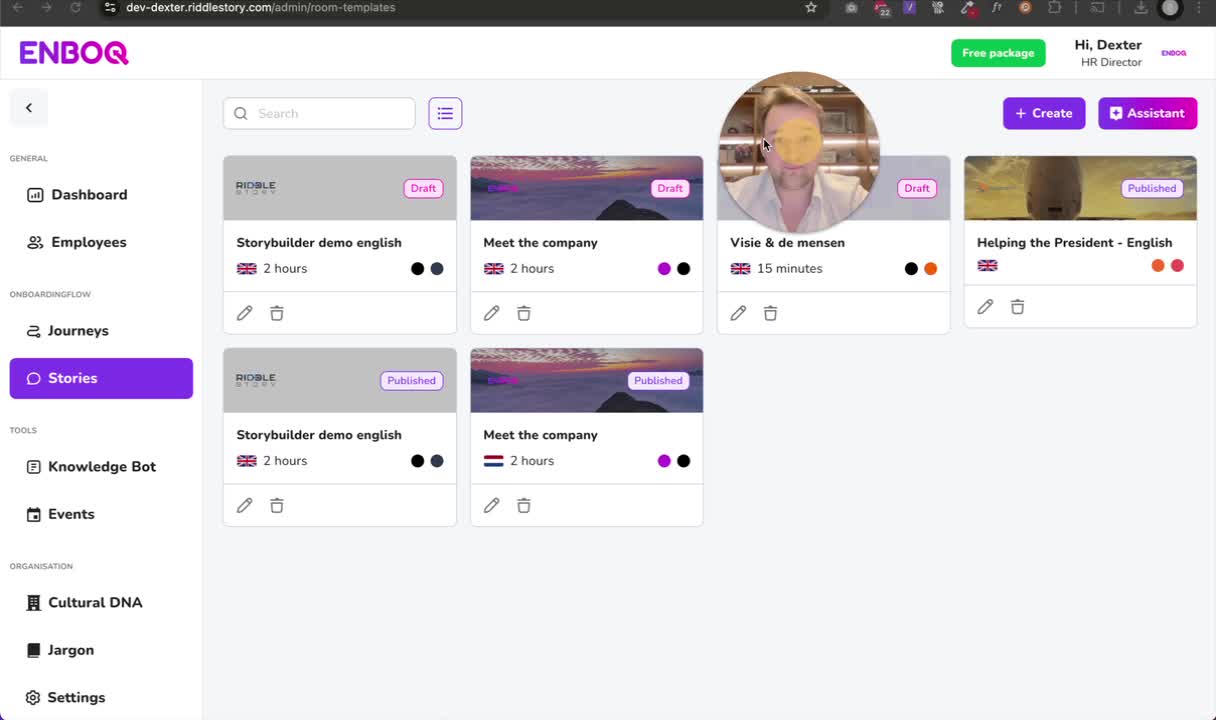 dev-dexter.riddlestory.com/admin/room-templates
22
ENBOQ
Free package
Hi, Dexter
HR Director
ENBOQ
Search
+ Create
Assistant
GENERAL
Dashboard
Employees
ONBOARDINGFLOW
Journeys
Stories
TOOLS
Knowledge Bot
Events
ORGANISATION
Cultural DNA
Jargon
Settings
RIDDLE
STORY
Draft
Storybuilder demo english
2 hours
ENBOQ
Draft
Meet the company
2 hours
Draft
Visie & de mensen
15 minutes
Published
Helping the President - English
RIDDLE
STORY
Published
Storybuilder demo english
2 hours
ENBOQ
Published
Meet the company
2 hours